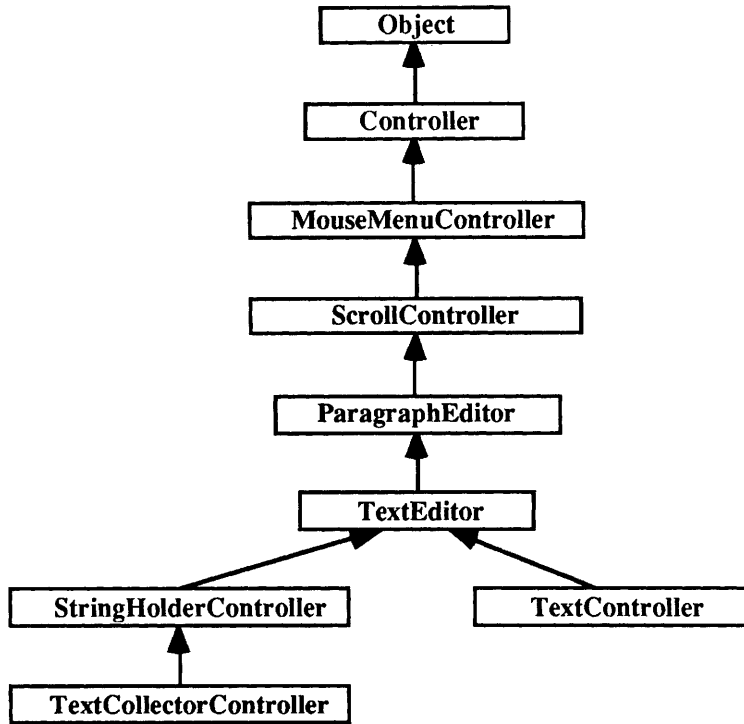 Object
Controller
MouseMenuController
ScrollController
ParagraphEditor
TextEditor
StringHolderController
TextController
TextCollectorController